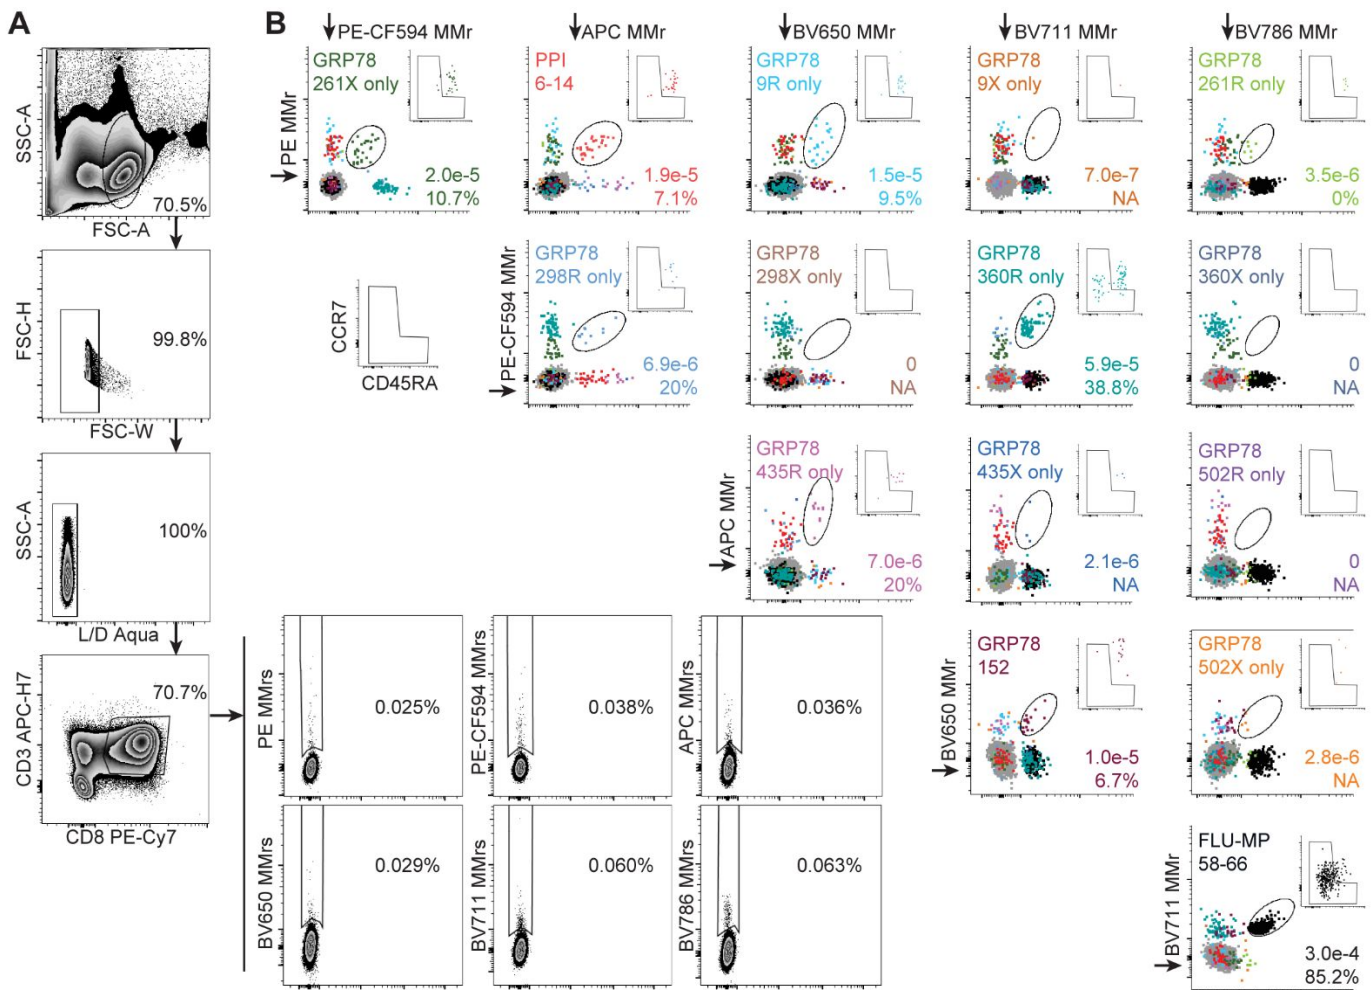 A
SSC-A
70.5%
FSC-A
FSC-H
99.8%
FSC-W
SSC-A
100%
L/D Aqua
CD3 APC-H7
70.7%
CD8 PE-Cy7
PE MMrs
0.025%
PE-CF594 MMrs
0.038%
APC MMrs
0.036%
BV650 MMrs
0.029%
BV711 MMrs
0.060%
BV786 MMrs
0.063%
B
PE-CF594 MMr
APC MMr
BV650 MMr
BV711 MMr
BV786 MMr
PE MMr
GRP78
261X only
2.0e-5
10.7%
PPI
6-14
1.9e-5
7.1%
GRP78
9R only
1.5e-5
9.5%
GRP78
9X only
7.0e-7
NA
GRP78
261R only
3.5e-6
0%
CCR7
CD45RA
PE-CF594 MMr
GRP78
298R only
6.9e-6
20%
GRP78
298X only
0
NA
GRP78
360R only
5.9e-5
38.8%
GRP78
360X only
0
NA
APC MMr
GRP78
435R only
7.0e-6
20%
GRP78
435X only
2.1e-6
NA
GRP78
502R only
0
NA
BV650 MMr
GRP78
152
1.0e-5
6.7%
GRP78
502X only
2.8e-6
NA
BV711 MMr
FLU-MP
58-66
3.0e-4
85.2%